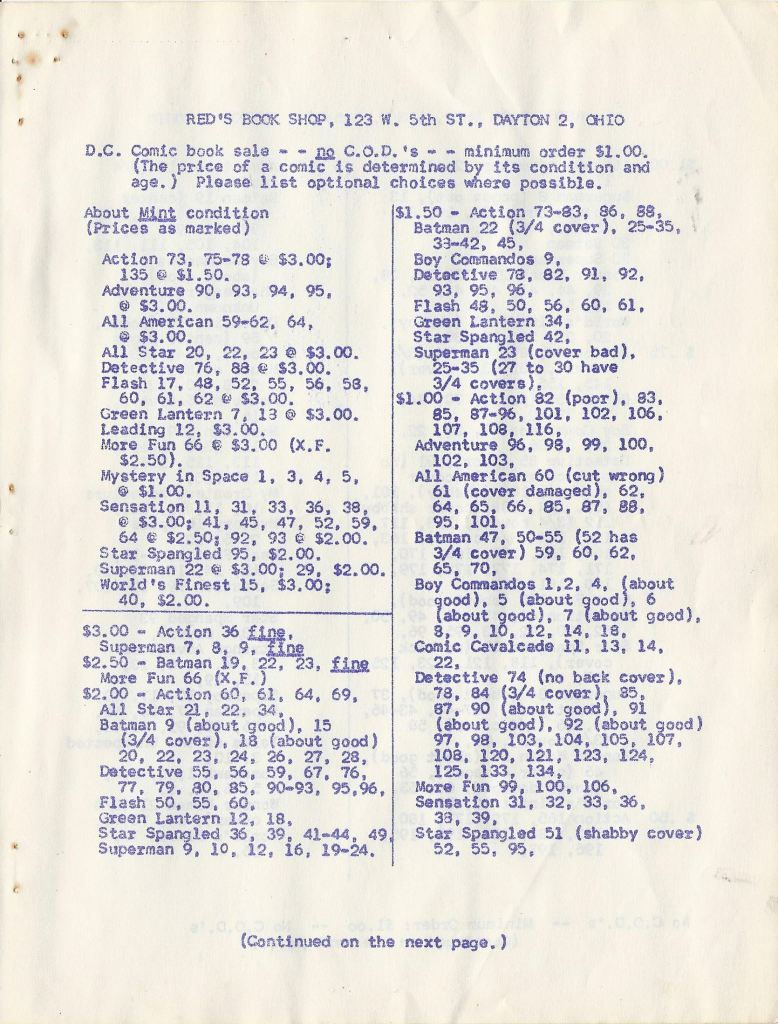 RED'S BOOK SHOP, 123 W. 5th ST., DAYTON 2, OHIO
D.C. Comic book sale - - no C.O.D.'s - - minimum order $1.00.
(The price of a comic is determined by its condition and
age.) Please list optional choices where possible.
About Mint condition
(Prices as marked)
Action 73, 75-78 @ $3.00;
135 @ $1.50.
Adventure 90, 93, 94, 95,
@ $3.00.
All American 59-62, 64,
@ $3.00.
All Star 20, 22, 23 @ $3.00.
Detective 76, 88 @ $3.00.
Flash 17, 48, 52, 55, 56, 58,
60, 61, 62 @ $3.00.
Green Lantern 7, 13 @ $3.00.
Leading 12, $3.00.
More Fun 66 @ $3.00 (X.F.
$2.50).
Mystery in Space 1, 3, 4, 5,
@ $1.00.
Sensation 11, 31, 33, 36, 38,
@ $3.00; 41, 45, 47, 52, 59,
64 @ $2.50; 92, 93 @ $2.00.
Star Spangled 95, $2.00.
Superman 22 @ $3.00; 29, $2.00.
World's Finest 15, $3.00;
40, $2.00.
$3.00 - Action 36 fine,
Superman 7, 8, 9, fine
$2.50 - Batman 19, 22, 23, fine
More Fun 66 (X.F.)
$2.00 - Action 60, 61, 64, 69,
All Star 21, 22, 34,
Batman 9 (about good), 15
(3/4 cover), 18 (about good)
20, 22, 23, 24, 26, 27, 28,
Detective 55, 56, 59, 67, 76,
77, 79, 80, 85, 90-93, 95,96,
Flash 50, 55, 60,
Green Lantern 12, 18,
Star Spangled 36, 39, 41-44, 49,
Superman 9, 10, 12, 16, 19-24.
$1.50 - Action 73-83, 86, 88,
Batman 22 (3/4 cover), 25-35,
33-42, 45,
Boy Commandos 9,
Detective 78, 82, 91, 92,
93, 95, 96,
Flash 48, 50, 56, 60, 61,
Green Lantern 34,
Star Spangled 42,
Superman 23 (cover bad),
25-35 (27 to 30 have
3/4 covers),
$1.00 - Action 82 (poor), 83,
85, 87-96, 101, 102, 106,
107, 108, 116,
Adventure 96, 98, 99, 100,
102, 103,
All American 60 (cut wrong)
61 (cover damaged), 62,
64, 65, 66, 85, 87, 88,
95, 101,
Batman 47, 50-55 (52 has
3/4 cover) 59, 60, 62,
65, 70,
Boy Commandos 1,2, 4, (about
good), 5 (about good), 6
(about good), 7 (about good),
8, 9, 10, 12, 14, 18,
Comic Cavalcade 11, 13, 14,
22,
Detective 74 (no back cover),
78, 84 (3/4 cover), 85,
87, 90 (about good), 91
(about good), 92 (about good)
97, 98, 103, 104, 105, 107,
108, 120, 121, 123, 124,
125, 133, 134,
More Fun 99, 100, 106,
Sensation 31, 32, 33, 36,
38, 39,
Star Spangled 51 (shabby cover)
52, 55, 95,
(Continued on the next page.)